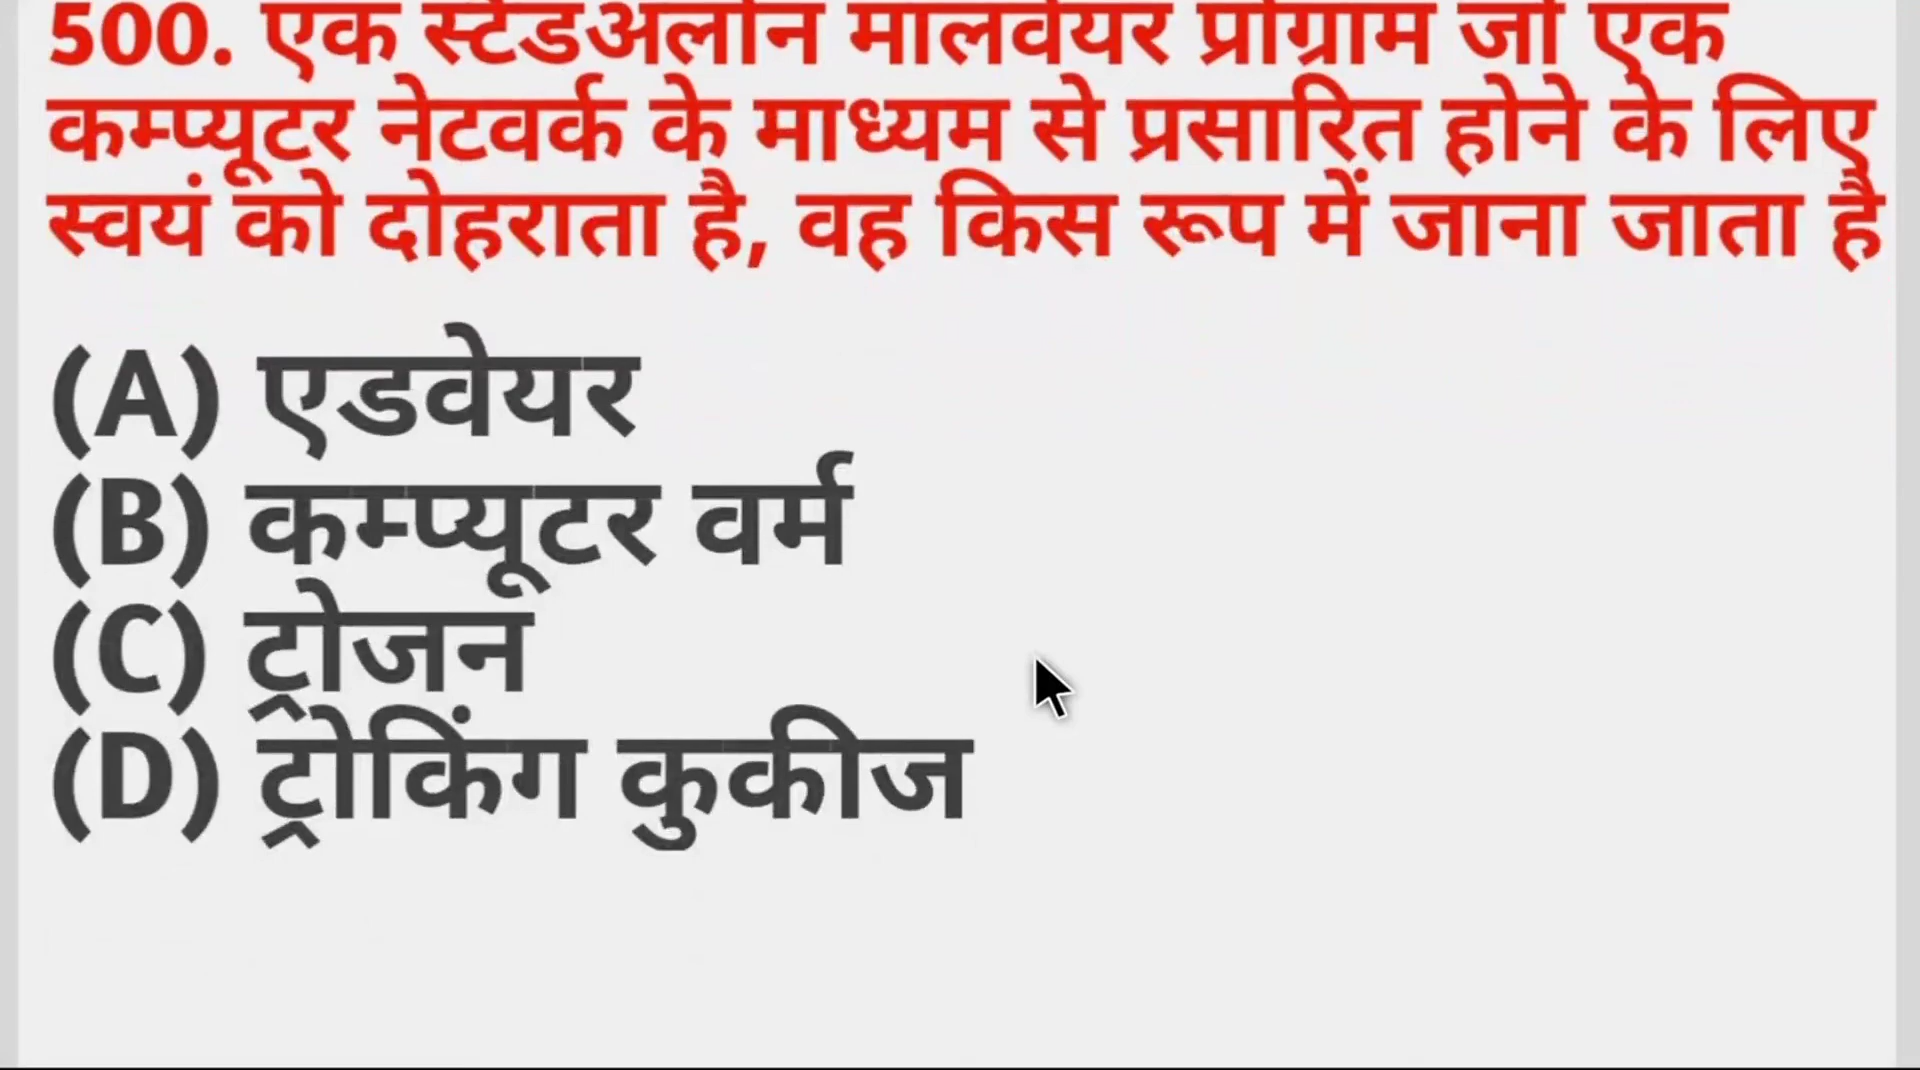 500. एक स्टैंडअलोन मालवेयर प्रोग्राम जो एक
कम्प्यूटर नेटवर्क के माध्यम से प्रसारित होने के लिए
स्वयं को दोहराता है, वह किस रूप में जाना जाता है
(A) एडवेयर
(B) कम्प्यूटर वर्म
(C) ट्रोजन
(D) ट्रोकिंग कुकीज